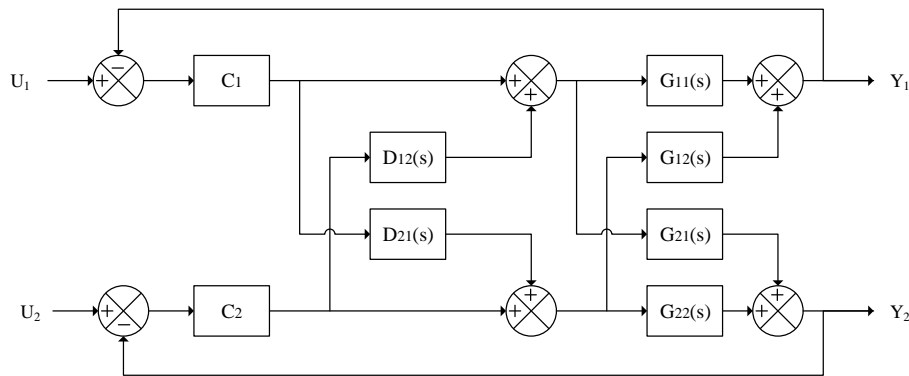 U1 + − C1 + + G11(s) + + Y1
D12(s) G12(s)
D21(s) G21(s)
U2 + − C2 + + G22(s) + + Y2